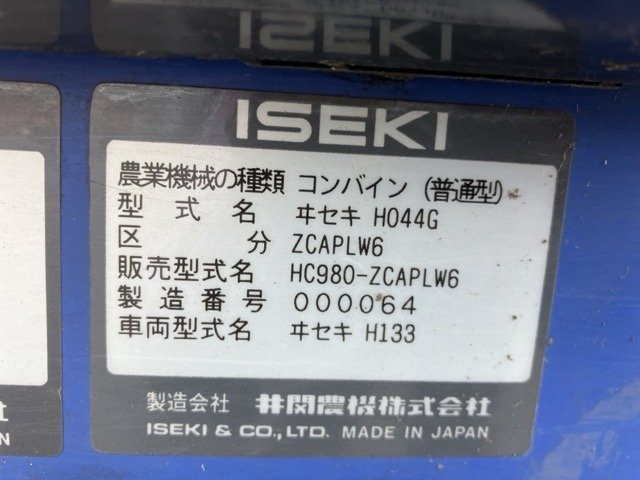 ISEKI
ISEKI
農業機械の種類 コンバイン (普通型)
型式名 ヰセキ HO44G
区分 ZCAPLW6
販売型式名 HC980-ZCAPLW6
製造番号 000064
車両型式名 ヰセキ H133
製造会社 井関農機株式会社
ISEKI & CO., LTD. MADE IN JAPAN
社
N